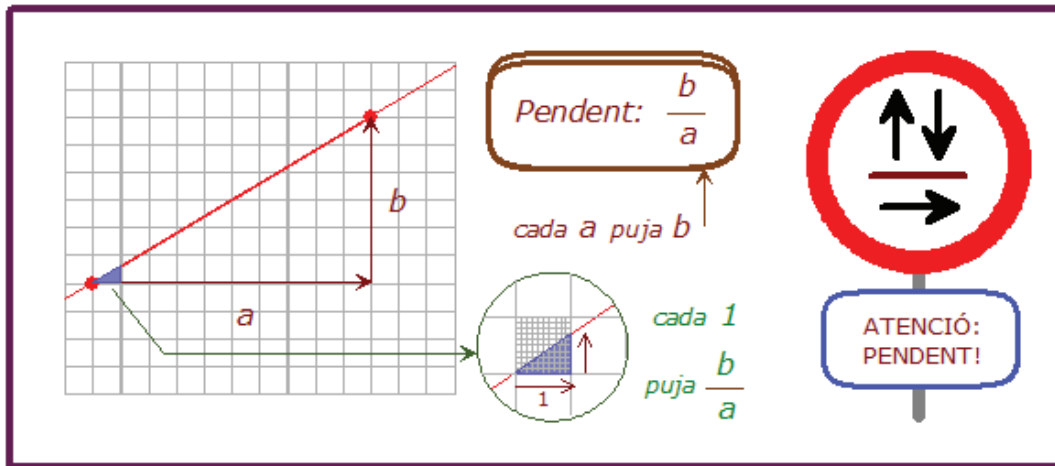 b
a
Pendent: b/a
cada a puja b
1
cada 1
puja b/a
ATENCIÓ:
PENDENT!